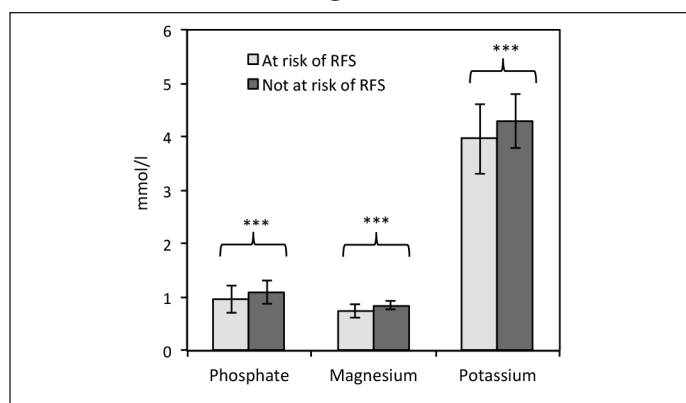 At risk of RFS
Not at risk of RFS
mmol/l
6
5
4
3
2
1
0
***
***
***
Phosphate Magnesium Potassium